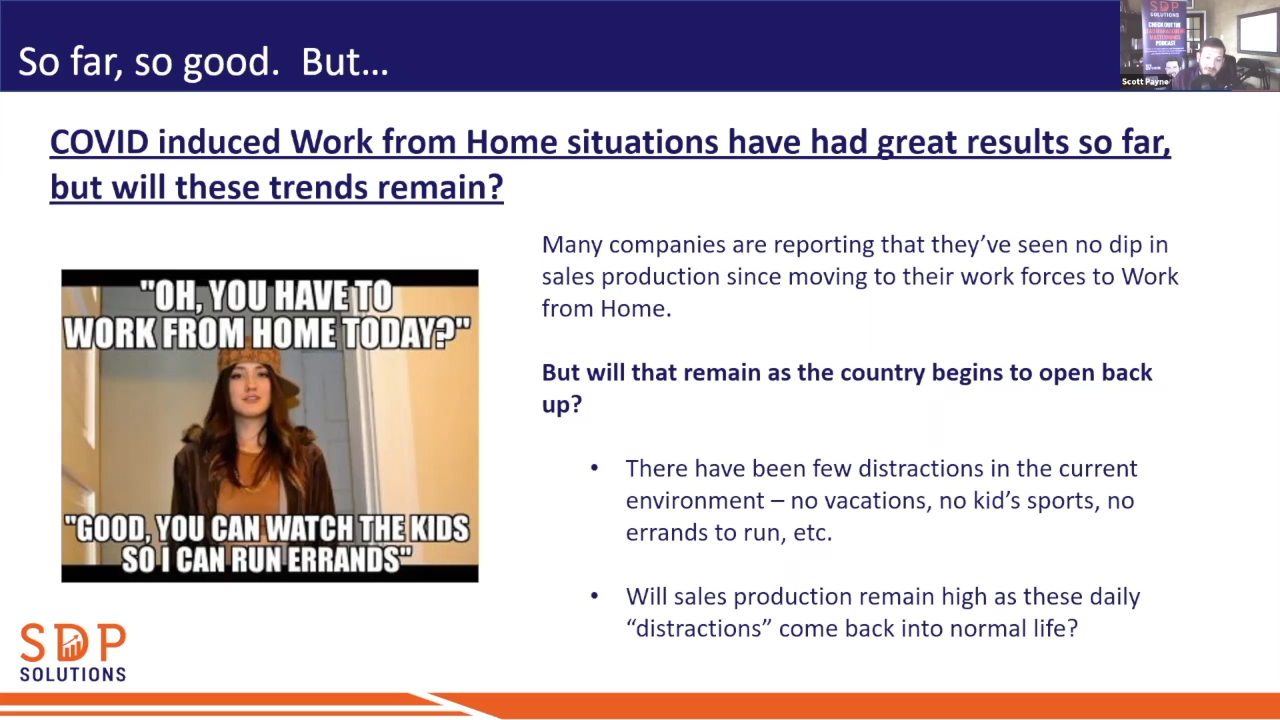 So far, so good.  But...
SDP
SOLUTIONS
CHECK OUT THE
PODCAST
Scott Payne
COVID induced Work from Home situations have had great results so far,
but will these trends remain?
"OH, YOU HAVE TO
WORK FROM HOME TODAY?"
"GOOD, YOU CAN WATCH THE KIDS
SO I CAN RUN ERRANDS"
Many companies are reporting that they’ve seen no dip in
sales production since moving to their work forces to Work
from Home.
But will that remain as the country begins to open back
up?
• There have been few distractions in the current
environment – no vacations, no kid’s sports, no
errands to run, etc.
• Will sales production remain high as these daily
“distractions” come back into normal life?
SDP
SOLUTIONS